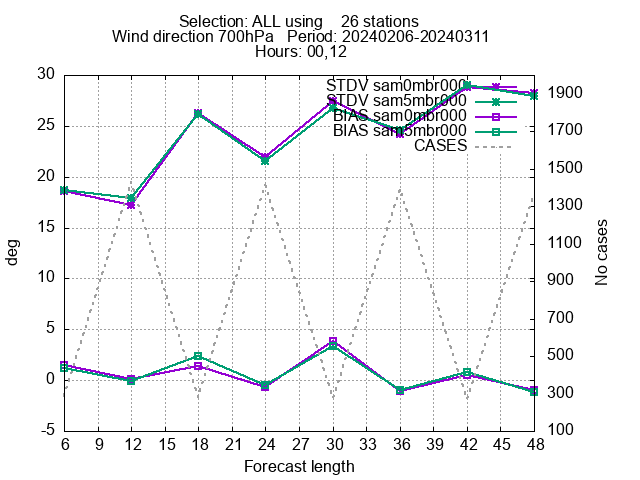 Selection: ALL using 26 stations
Wind direction 700hPa Period: 20240206-20240311
Hours: 00,12
STDV sam0mbr000
STDV sam5mbr000
BIAS sam0mbr000
BIAS sam5mbr000
CASES
30
25
20
15
10
5
0
-5
deg
1900
1700
1500
1300
1100
900
700
500
300
100
No cases
6 9 12 15 18 21 24 27 30 33 36 39 42 45 48
Forecast length